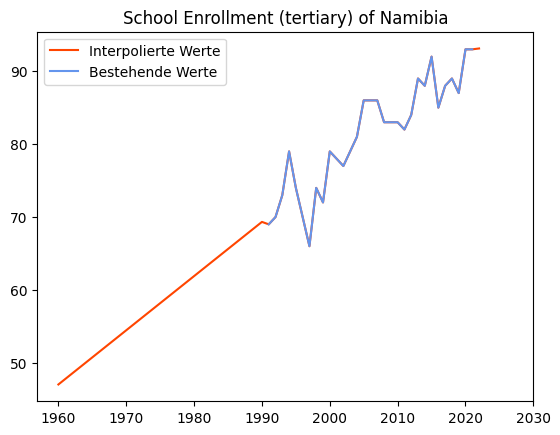 School Enrollment (tertiary) of Namibia
Interpolierte Werte
Bestehende Werte
90
80
70
60
50
1960 1970 1980 1990 2000 2010 2020 2030